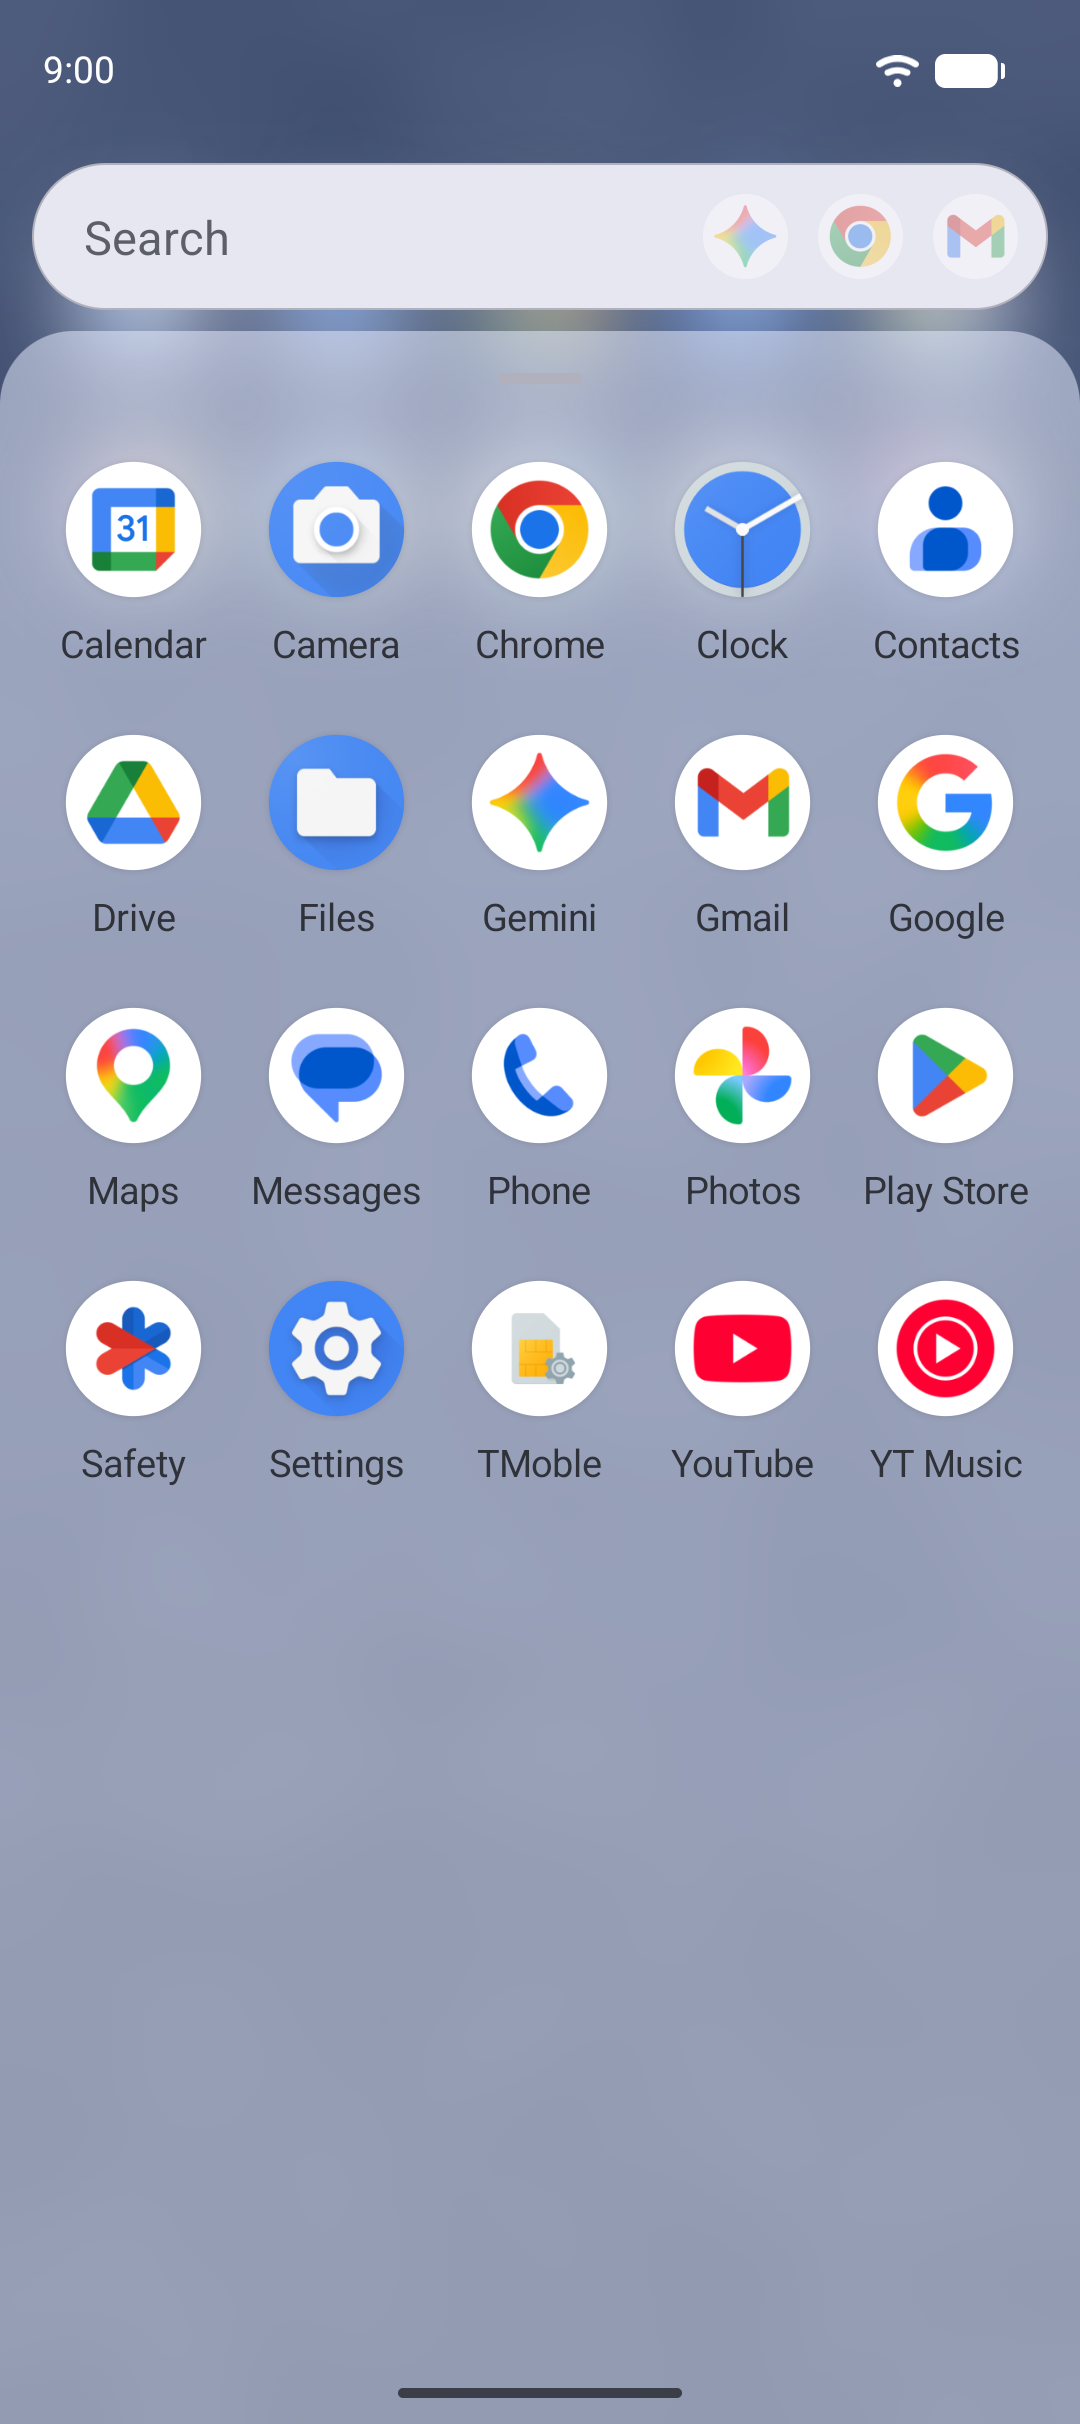 9:00
Search
31
Calendar Camera Chrome Clock Contacts
Drive Files Gemini Gmail Google
Maps Messages Phone Photos Play Store
Safety Settings TMoble YouTube YT Music